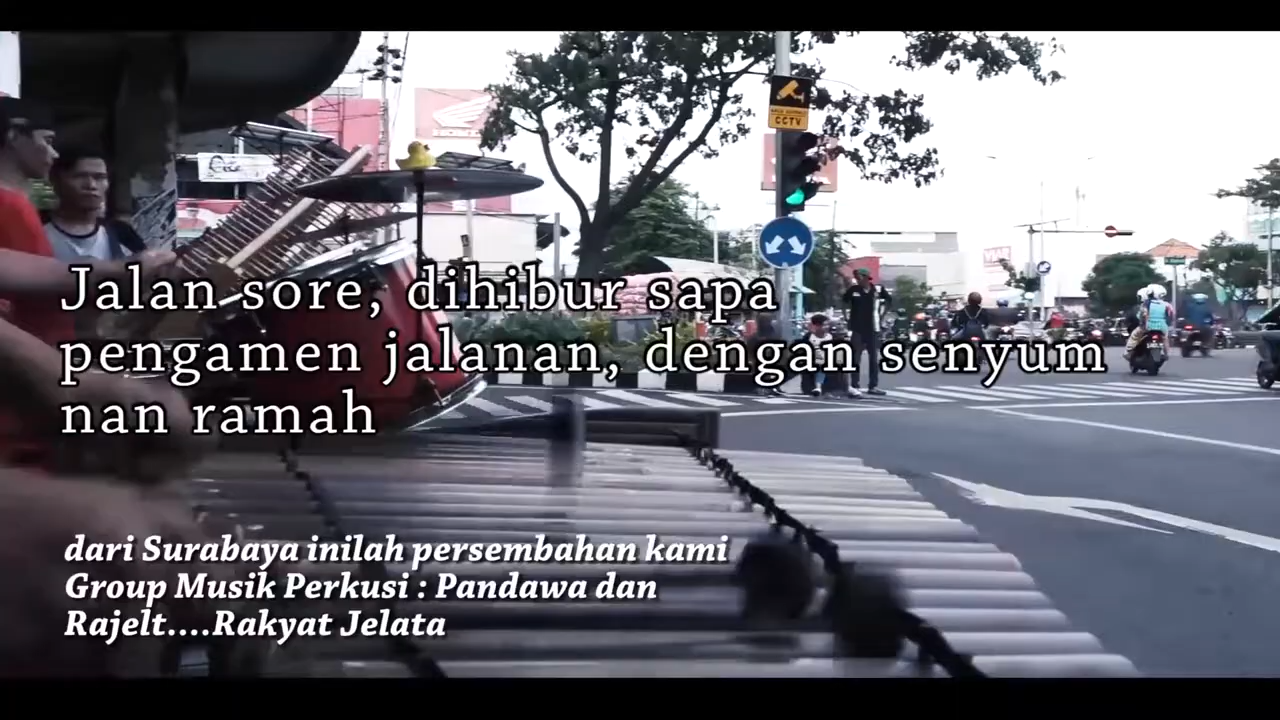 CCTV
HONDA
Jalan sore, dihibur sapa
pengamen jalanan, dengan senyum
nan ramah
dari Surabaya inilah persembahan kami
Group Musik Perkusi : Pandawa dan
Rajelt....Rakyat Jelata